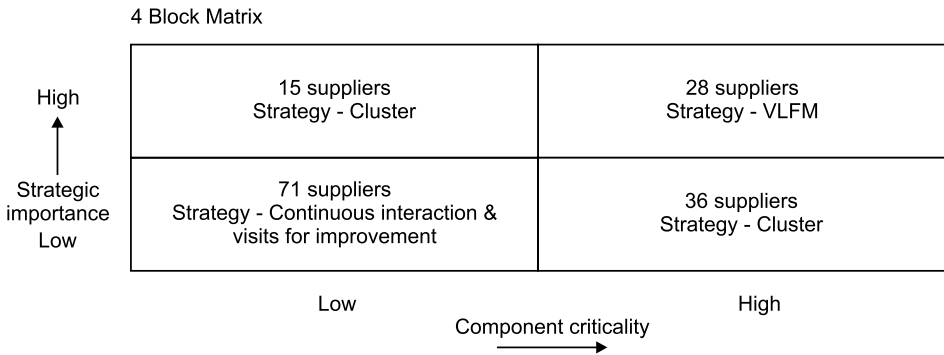 4 Block Matrix
15 suppliers
Strategy - Cluster
28 suppliers
Strategy - VLFM
High
Strategic
importance
Low
71 suppliers
Strategy - Continuous interaction &
visits for improvement
36 suppliers
Strategy - Cluster
Low
High
Component criticality